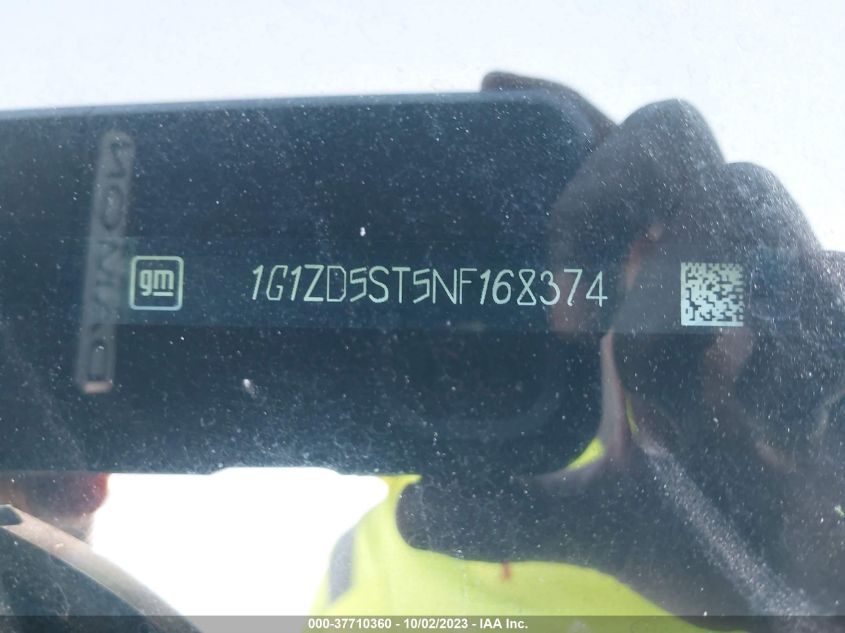 gm 1G1ZD5ST5NF168374
000-37710360 - 10/02/2023 - IAA Inc.